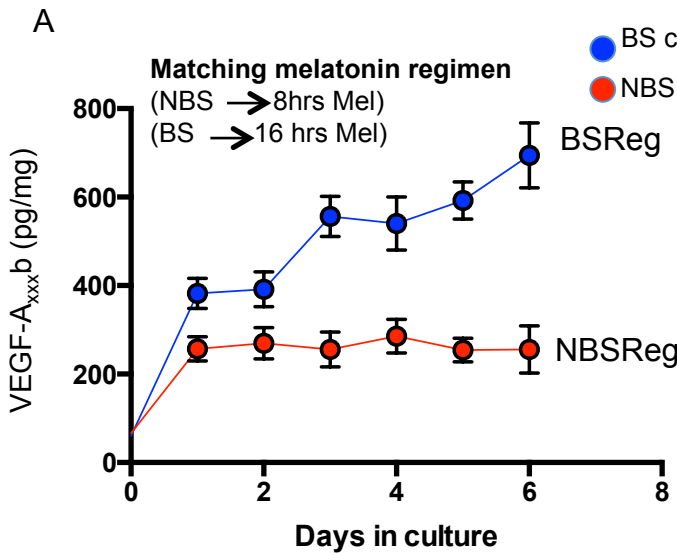 A
BS c
NBS
Matching melatonin regimen
(NBS → 8hrs Mel)
(BS → 16 hrs Mel)
BSReg
NBSReg
800
600
400
200
0
VEGF-Axxxb (pg/mg)
0 2 4 6 8
Days in culture